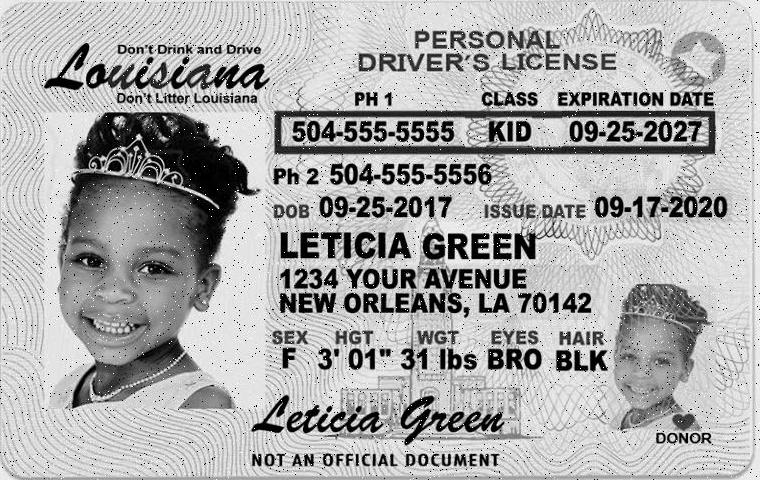 Don't Drink and Drive
Louisiana
Don't Litter Louisiana
PERSONAL
DRIVER'S LICENSE
PH 1 CLASS EXPIRATION DATE
504-555-5555 KID 09-25-2027
Ph 2 504-555-5556
DOB 09-25-2017 ISSUE DATE 09-17-2020
LETICIA GREEN
1234 YOUR AVENUE
NEW ORLEANS, LA 70142
SEX HGT WGT EYES HAIR
F 3' 01" 31 lbs BRO BLK
Leticia Green
DONOR
NOT AN OFFICIAL DOCUMENT